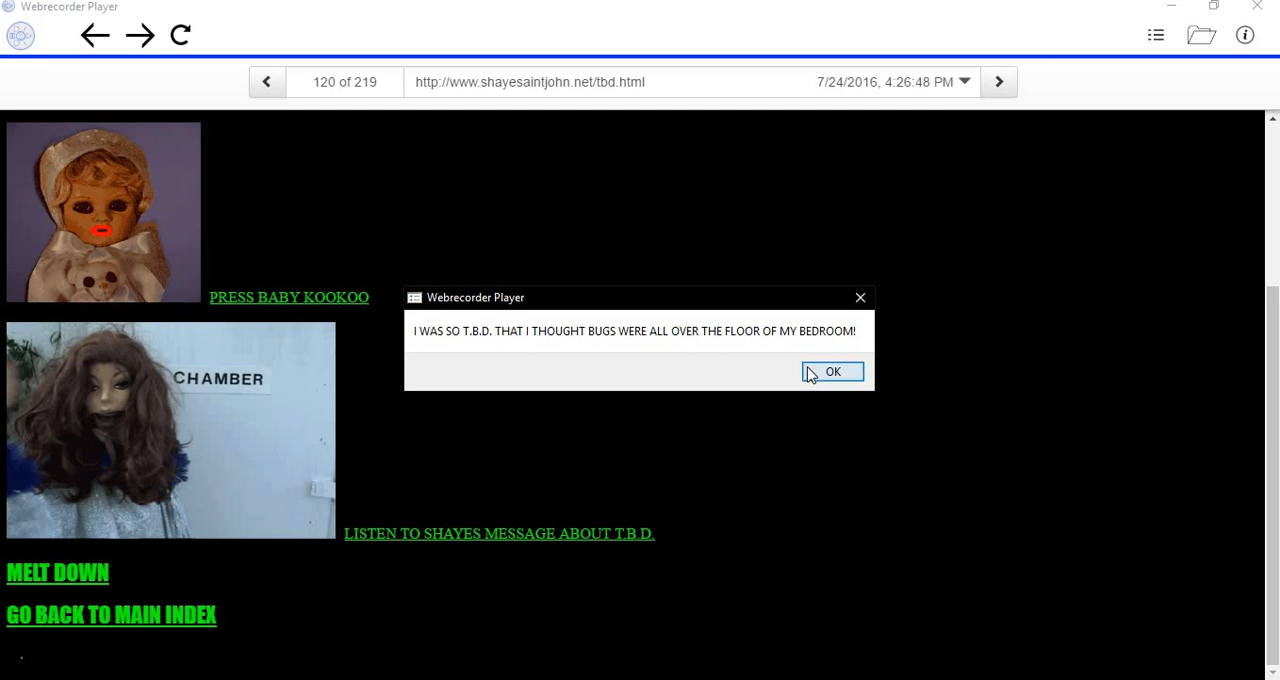 Webrecorder Player
120 of 219
http://www.shayesaintjohn.net/tbd.html
7/24/2016, 4:26:48 PM
PRESS BABY KOOKOO
Webrecorder Player
I WAS SO T.B.D. THAT I THOUGHT BUGS WERE ALL OVER THE FLOOR OF MY BEDROOM!
OK
CHAMBER
LISTEN TO SHAYES MESSAGE ABOUT T.B.D.
MELT DOWN
GO BACK TO MAIN INDEX
.